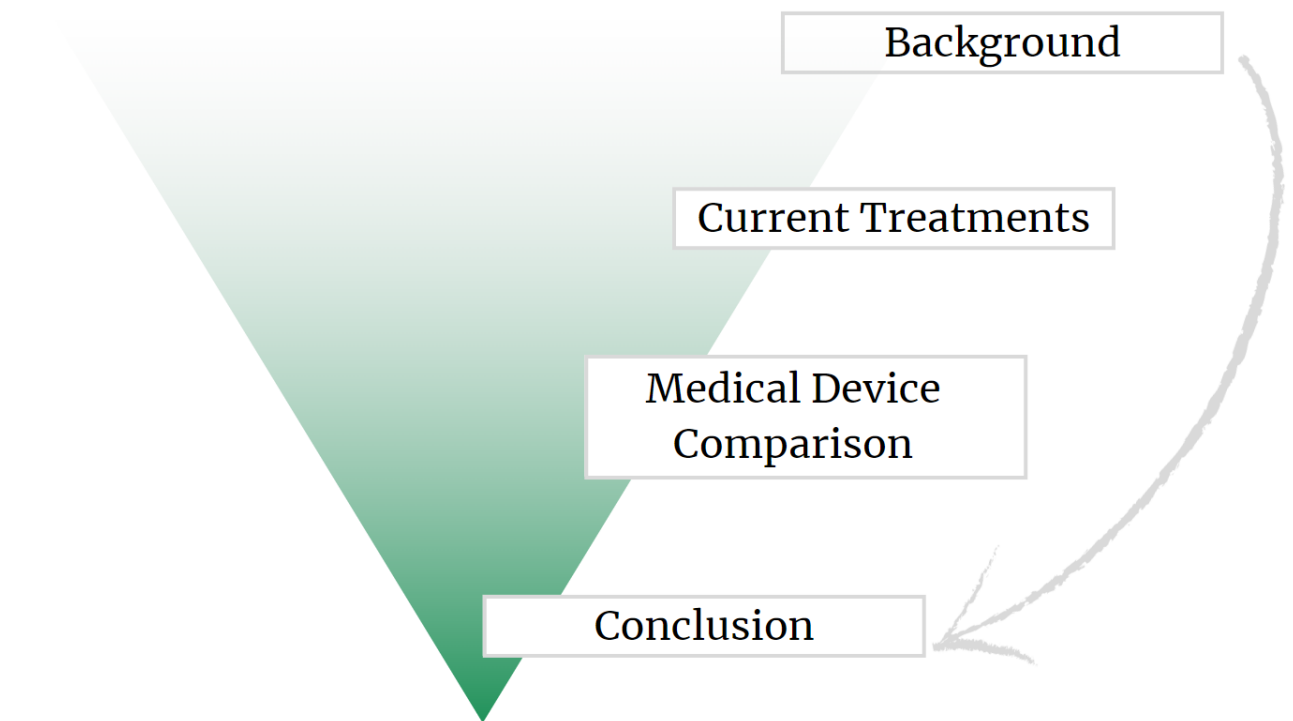 Background
Current Treatments
Medical Device
Comparison
Conclusion